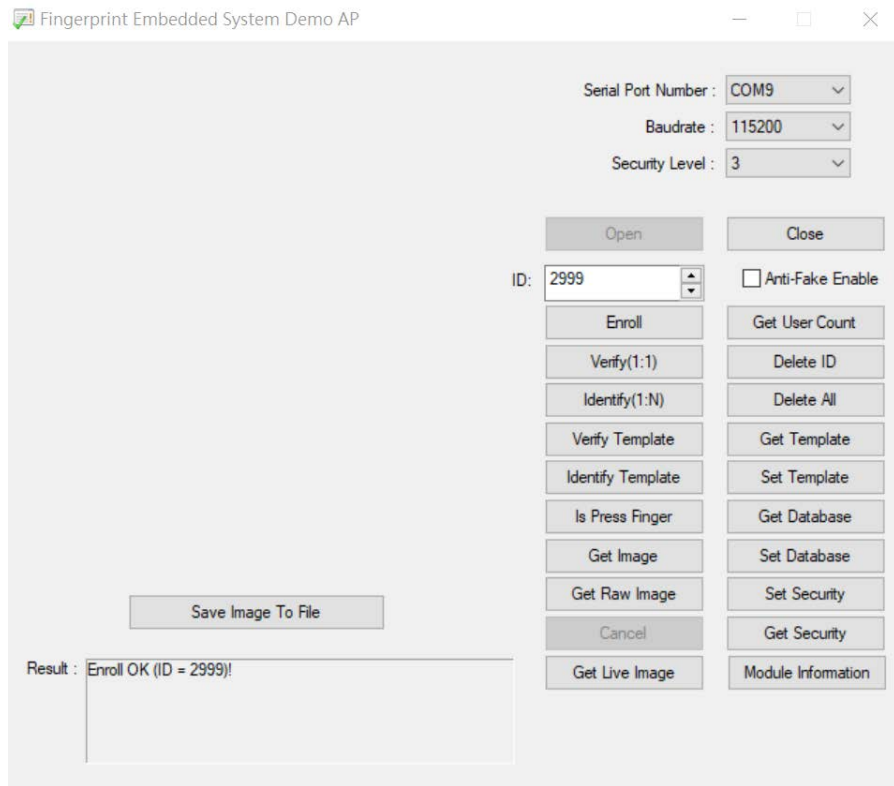 Fingerprint Embedded System Demo AP
Serial Port Number : COM9
Baudrate : 115200
Security Level : 3
Open Close
ID: 2999 Anti-Fake Enable
Enroll Get User Count
Verify(1:1) Delete ID
Identify(1:N) Delete All
Verify Template Get Template
Identify Template Set Template
Is Press Finger Get Database
Get Image Set Database
Get Raw Image Set Security
Save Image To File
Cancel Get Security
Result : Enroll OK (ID = 2999)!
Get Live Image Module Information